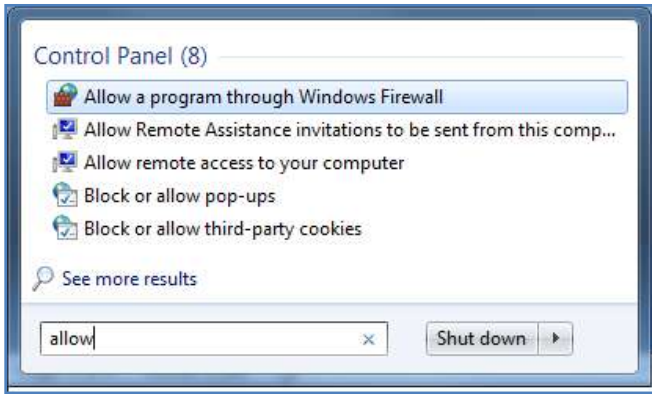 Control Panel (8)
Allow a program through Windows Firewall
Allow Remote Assistance invitations to be sent from this comp...
Allow remote access to your computer
Block or allow pop-ups
Block or allow third-party cookies
See more results
allow
Shut down